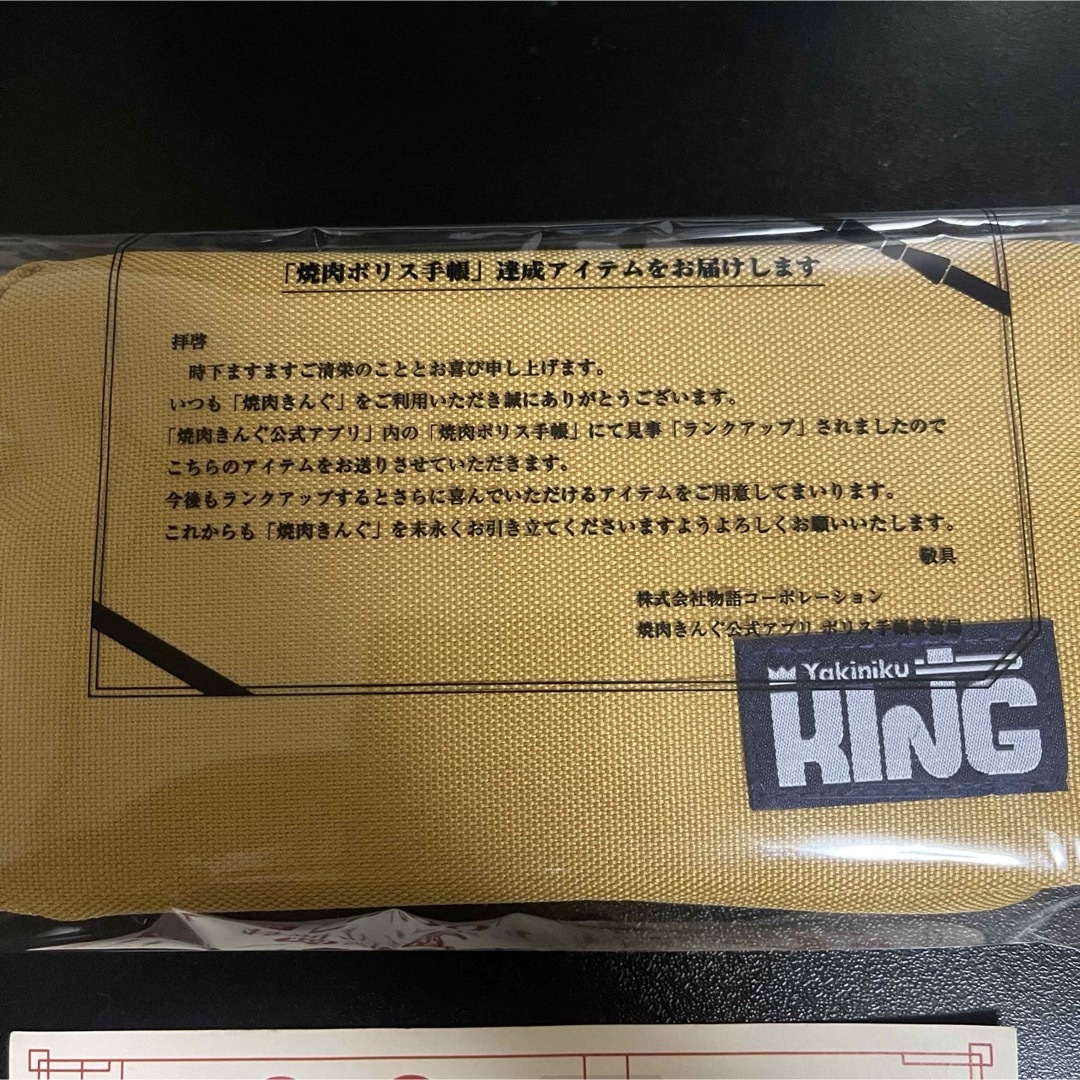 「焼肉ポリス手帳」達成アイテムをお届けします
拝啓
時下ますますご清栄のこととお喜び申し上げます。
いつも「焼肉きんぐ」をご利用いただき誠にありがとうございます。
「焼肉きんぐ公式アプリ」内の「焼肉ポリス手帳」にて見事「ランクアップ」されましたので
こちらのアイテムをお送りさせていただきます。
今後もランクアップするとさらに喜んでいただけるアイテムをご用意してまいります。
これからも「焼肉きんぐ」を末永くお引き立てくださいますようよろしくお願いいたします。
敬具
株式会社物語コーポレーション
焼肉きんぐ公式アプリ ポリス手帳事務局
Yakiniku
KING